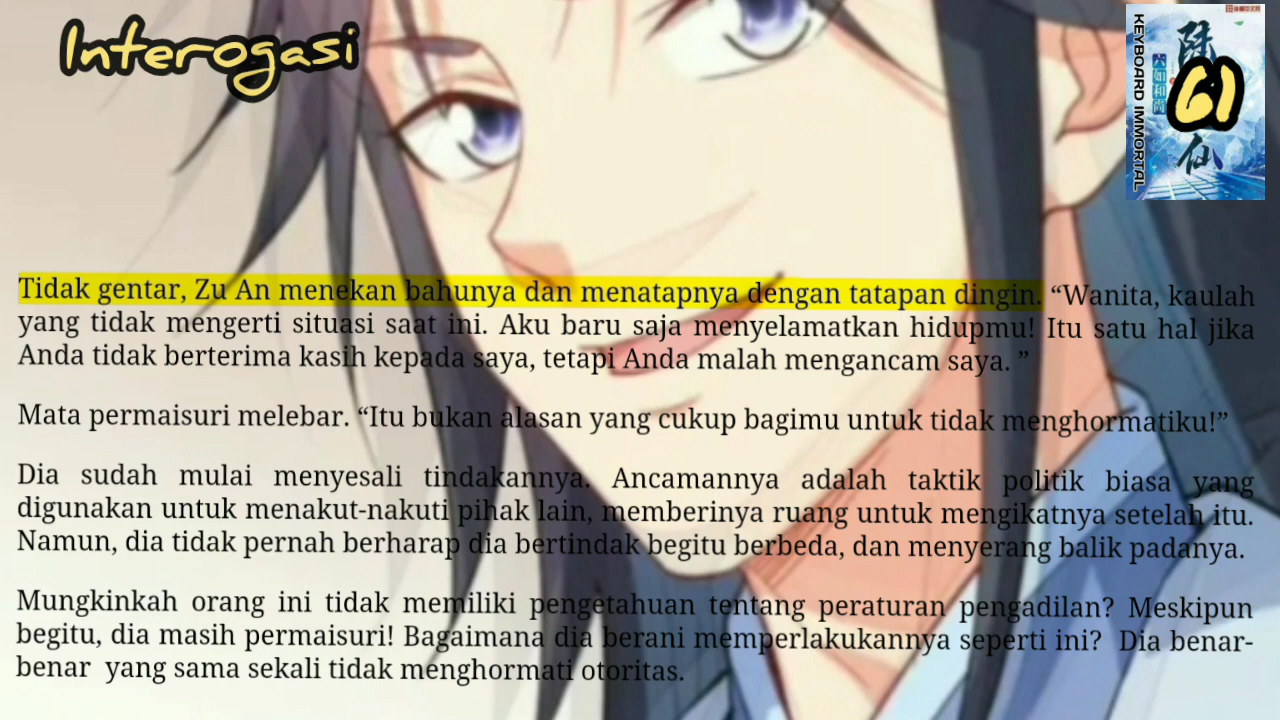 Interogasi
KEYBOARD IMMORTAL
61
仙
六如和尚
Tidak gentar, Zu An menekan bahunya dan menatapnya dengan tatapan dingin. “Wanita, kaulah
yang tidak mengerti situasi saat ini. Aku baru saja menyelamatkan hidupmu! Itu satu hal jika
Anda tidak berterima kasih kepada saya, tetapi Anda malah mengancam saya. ”
Mata permaisuri melebar. “Itu bukan alasan yang cukup bagimu untuk tidak menghormatiku!”
Dia sudah mulai menyesali tindakannya. Ancamannya adalah taktik politik biasa yang
digunakan untuk menakut-nakuti pihak lain, memberinya ruang untuk mengikatnya setelah itu.
Namun, dia tidak pernah berharap dia bertindak begitu berbeda, dan menyerang balik padanya.
Mungkinkah orang ini tidak memiliki pengetahuan tentang peraturan pengadilan? Meskipun
begitu, dia masih permaisuri! Bagaimana dia berani memperlakukannya seperti ini? Dia benar-
benar yang sama sekali tidak menghormati otoritas.